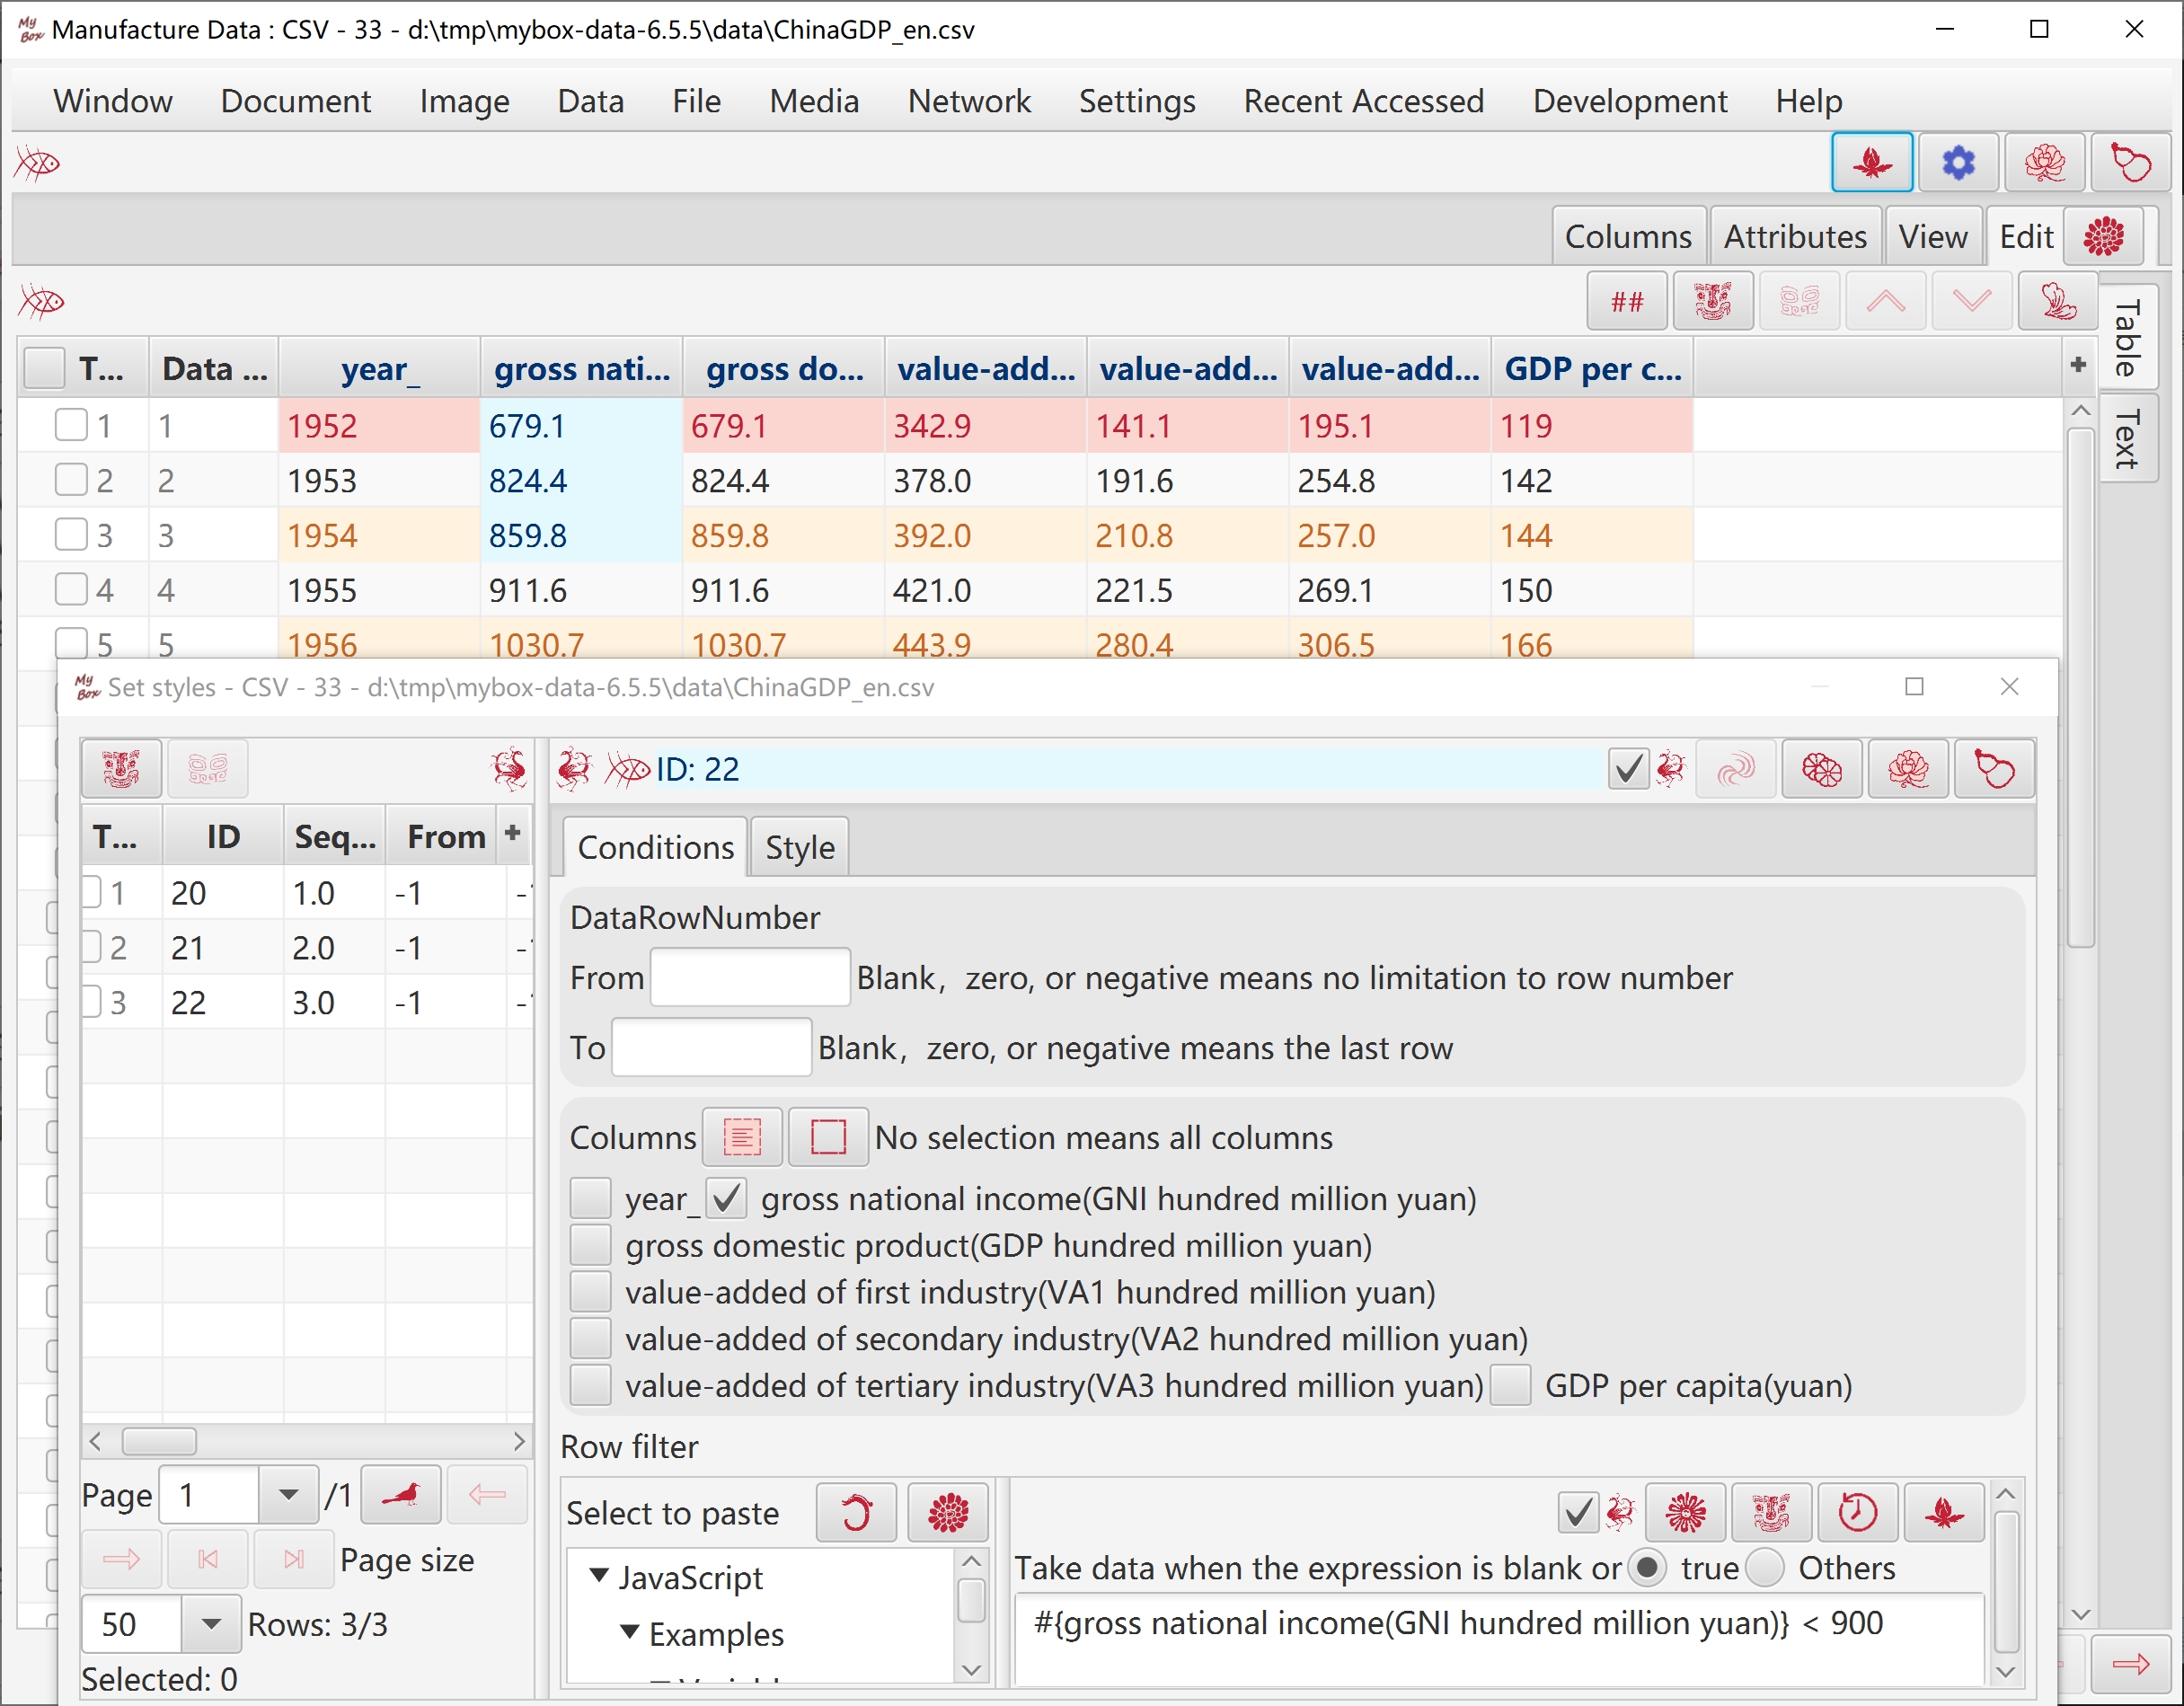 My Box Manufacture Data : CSV - 33 - d:\tmp\mybox-data-6.5.5\data\ChinaGDP_en.csv
Window Document Image Data File Media Network Settings Recent Accessed Development Help
Columns Attributes View Edit
##
Table
Text
T... Data ... year_ gross nati... gross do... value-add... value-add... value-add... GDP per c... +
1 1 1952 679.1 679.1 342.9 141.1 195.1 119
2 2 1953 824.4 824.4 378.0 191.6 254.8 142
3 3 1954 859.8 859.8 392.0 210.8 257.0 144
4 4 1955 911.6 911.6 421.0 221.5 269.1 150
5 5 1956 1030.7 1030.7 443.9 280.4 306.5 166
My Box Set styles - CSV - 33 - d:\tmp\mybox-data-6.5.5\data\ChinaGDP_en.csv
T... ID Seq... From +
1 20 1.0 -1
2 21 2.0 -1
3 22 3.0 -1
Page 1 /1
Page size
50 Rows: 3/3
Selected: 0
ID: 22
Conditions Style
DataRowNumber
From Blank，zero, or negative means no limitation to row number
To Blank，zero, or negative means the last row
Columns No selection means all columns
year_ gross national income(GNI hundred million yuan)
gross domestic product(GDP hundred million yuan)
value-added of first industry(VA1 hundred million yuan)
value-added of secondary industry(VA2 hundred million yuan)
value-added of tertiary industry(VA3 hundred million yuan) GDP per capita(yuan)
Row filter
Select to paste
JavaScript
Examples
Take data when the expression is blank or true Others
#{gross national income(GNI hundred million yuan)} < 900